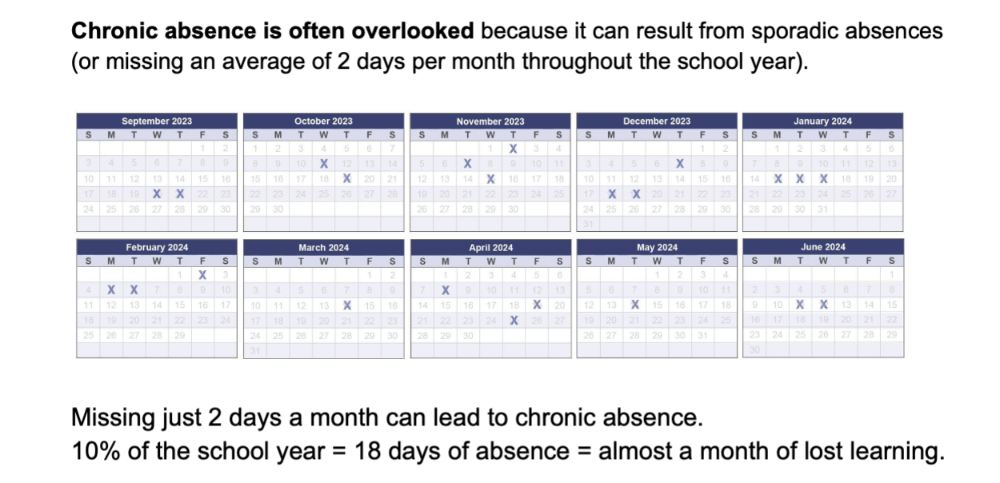 Chronic absence is often overlooked because it can result from sporadic absences
(or missing an average of 2 days per month throughout the school year).
September 2023
S M T W T F S
1 2
3 4 5 6 7 8 9
10 11 12 13 14 15 16
17 18 19 X X 22 23
24 25 26 27 28 29 30
October 2023
S M T W T F S
1 2 3 4 5 6 7
8 9 10 X 12 13 14
15 16 17 18 X 20 21
22 23 24 25 26 27 28
29 30
November 2023
S M T W T F S
1 X 3 4
5 6 X 8 9 10 11
12 13 14 X 16 17 18
19 20 21 22 23 24 25
26 27 28 29 30
December 2023
S M T W T F S
1 2
3 4 5 6 X 8 9
10 11 12 13 14 15 16
17 X X 20 21 22 23
24 25 26 27 28 29 30
31
January 2024
S M T W T F S
1 2 3 4 5 6
7 8 9 10 11 12 13
14 X X X 18 19 20
21 22 23 24 25 26 27
28 29 30 31
February 2024
S M T W T F S
1 X 3
4 X X 7 8 9 10
11 12 13 14 15 16 17
18 19 20 21 22 23 24
25 26 27 28 29
March 2024
S M T W T F S
1 2
3 4 5 6 7 8 9
10 11 12 13 X 15 16
17 18 19 20 21 22 23
24 25 26 27 28 29 30
31
April 2024
S M T W T F S
1 2 3 4 5 6
7 X 9 10 11 12 13
14 15 16 17 18 X 20
21 22 23 24 X 26 27
28 29 30
May 2024
S M T W T F S
1 2 3 4
5 6 7 8 9 10 11
12 13 X 15 16 17 18
19 20 21 22 23 24 25
26 27 28 29 30 31
June 2024
S M T W T F S
1
2 3 4 5 6 7 8
9 10 X X 13 14 15
16 17 18 19 20 21 22
23 24 25 26 27 28 29
30
Missing just 2 days a month can lead to chronic absence.
10% of the school year = 18 days of absence = almost a month of lost learning.